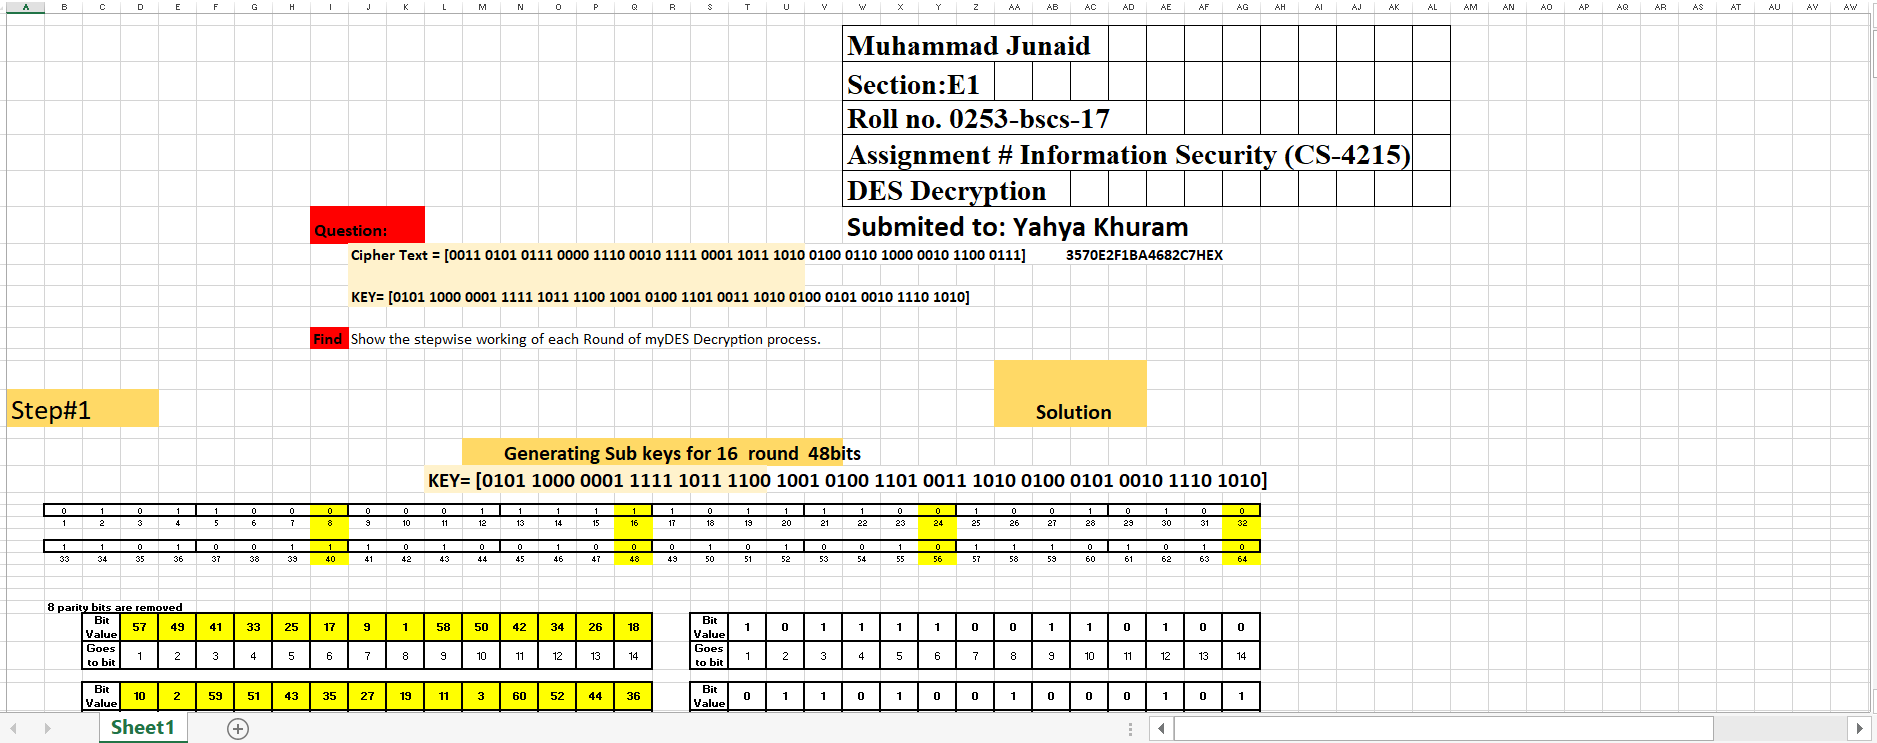 A B C D E F G H I J K L M N O P Q R S T U V W X Y Z AA AB AC AD AE AF AG AH AI AJ AK AL AM AN AO AP AQ AR AS AT AU AV AW
Muhammad Junaid
Section:E1
Roll no. 0253-bscs-17
Assignment # Information Security (CS-4215)
DES Decryption
Submited to: Yahya Khuram
Question:
Cipher Text = [0011 0101 0111 0000 1110 0010 1111 0001 1011 1010 0100 0110 1000 0010 1100 0111] 3570E2F1BA4682C7HEX
KEY= [0101 1000 0001 1111 1011 1100 1001 0100 1101 0011 1010 0100 0101 0010 1110 1010]
Find Show the stepwise working of each Round of myDES Decryption process.
Step#1
Solution
Generating Sub keys for 16 round 48bits
KEY= [0101 1000 0001 1111 1011 1100 1001 0100 1101 0011 1010 0100 0101 0010 1110 1010]
0 1 0 1 1 0 0 0 0 0 0 1 1 1 1 1 1 0 1 1 1 1 0 0 1 0 0 1 0 1 0 0
1 2 3 4 5 6 7 8 9 10 11 12 13 14 15 16 17 18 19 20 21 22 23 24 25 26 27 28 29 30 31 32
1 1 0 1 0 0 1 1 1 0 1 0 0 1 0 0 0 1 0 1 0 0 1 0 1 1 1 0 1 0 1 0
33 34 35 36 37 38 39 40 41 42 43 44 45 46 47 48 49 50 51 52 53 54 55 56 57 58 59 60 61 62 63 64
8 parity bits are removed
Bit Value 57 49 41 33 25 17 9 1 58 50 42 34 26 18 Bit Value 1 0 1 1 1 1 0 0 1 1 0 1 0 0
Goes to bit 1 2 3 4 5 6 7 8 9 10 11 12 13 14 Goes to bit 1 2 3 4 5 6 7 8 9 10 11 12 13 14
Bit Value 10 2 59 51 43 35 27 19 11 3 60 52 44 36 Bit Value 0 1 1 0 1 0 0 1 0 0 0 1 0 1
Sheet1